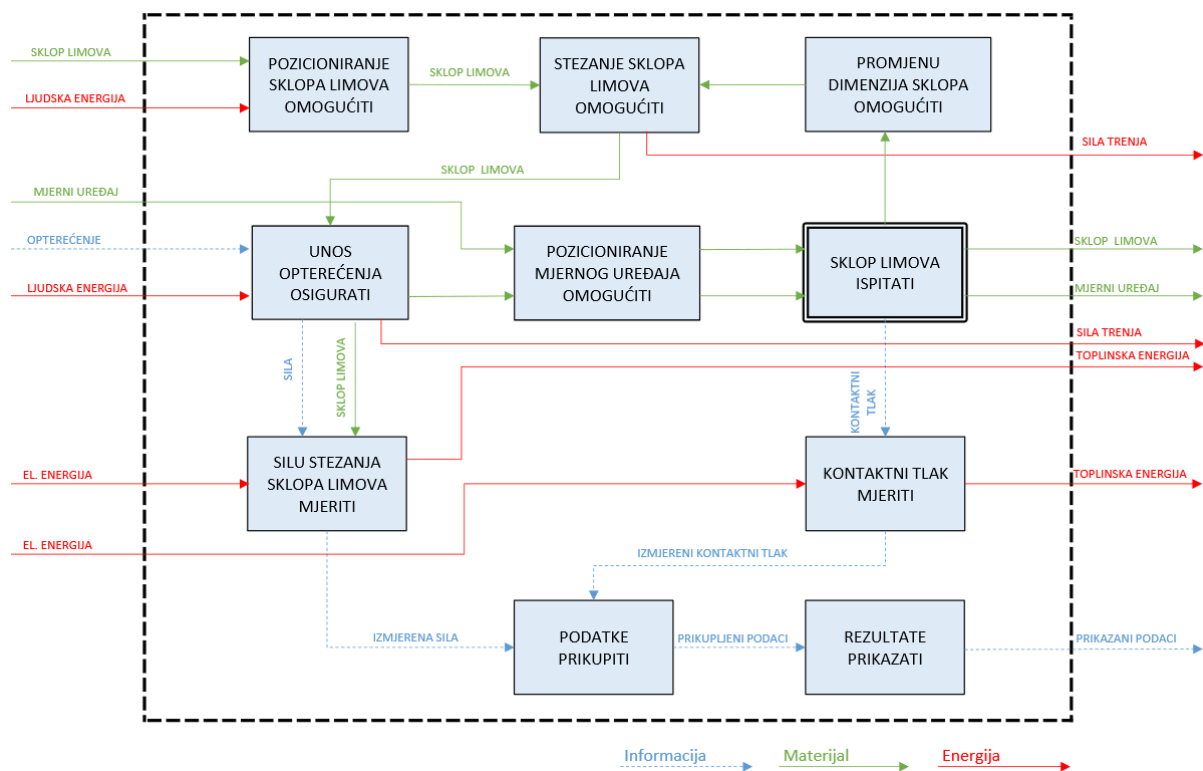 SKLOP LIMOVA
LJUDSKA ENERGIJA
POZICIONIRANJE
SKLOPA LIMOVA
OMOGUĆITI
SKLOP LIMOVA
STEZANJE SKLOPA
LIMOVA
OMOGUĆITI
PROMJENU
DIMENZIJA SKLOPA
OMOGUĆITI
SILA TRENJA
SKLOP LIMOVA
MJERNI UREĐAJ
OPTEREĆENJE
LJUDSKA ENERGIJA
UNOS
OPTEREĆENJA
OSIGURATI
POZICIONIRANJE
MJERNOG UREĐAJA
OMOGUĆITI
SKLOP LIMOVA
ISPITATI
SKLOP LIMOVA
MJERNI UREĐAJ
SILA TRENJA
TOPLINSKA ENERGIJA
SILA
SKLOP LIMOVA
KONTAKTNI
TLAK
EL. ENERGIJA
EL. ENERGIJA
SILU STEZANJA
SKLOPA LIMOVA
MJERITI
KONTAKTNI TLAK
MJERITI
TOPLINSKA ENERGIJA
IZMJERENI KONTAKTNI TLAK
IZMJERENA SILA
PODATKE
PRIKUPITI
PRIKUPLJENI PODACI
REZULTATE
PRIKAZATI
PRIKAZANI PODACI
Informacija
Materijal
Energija